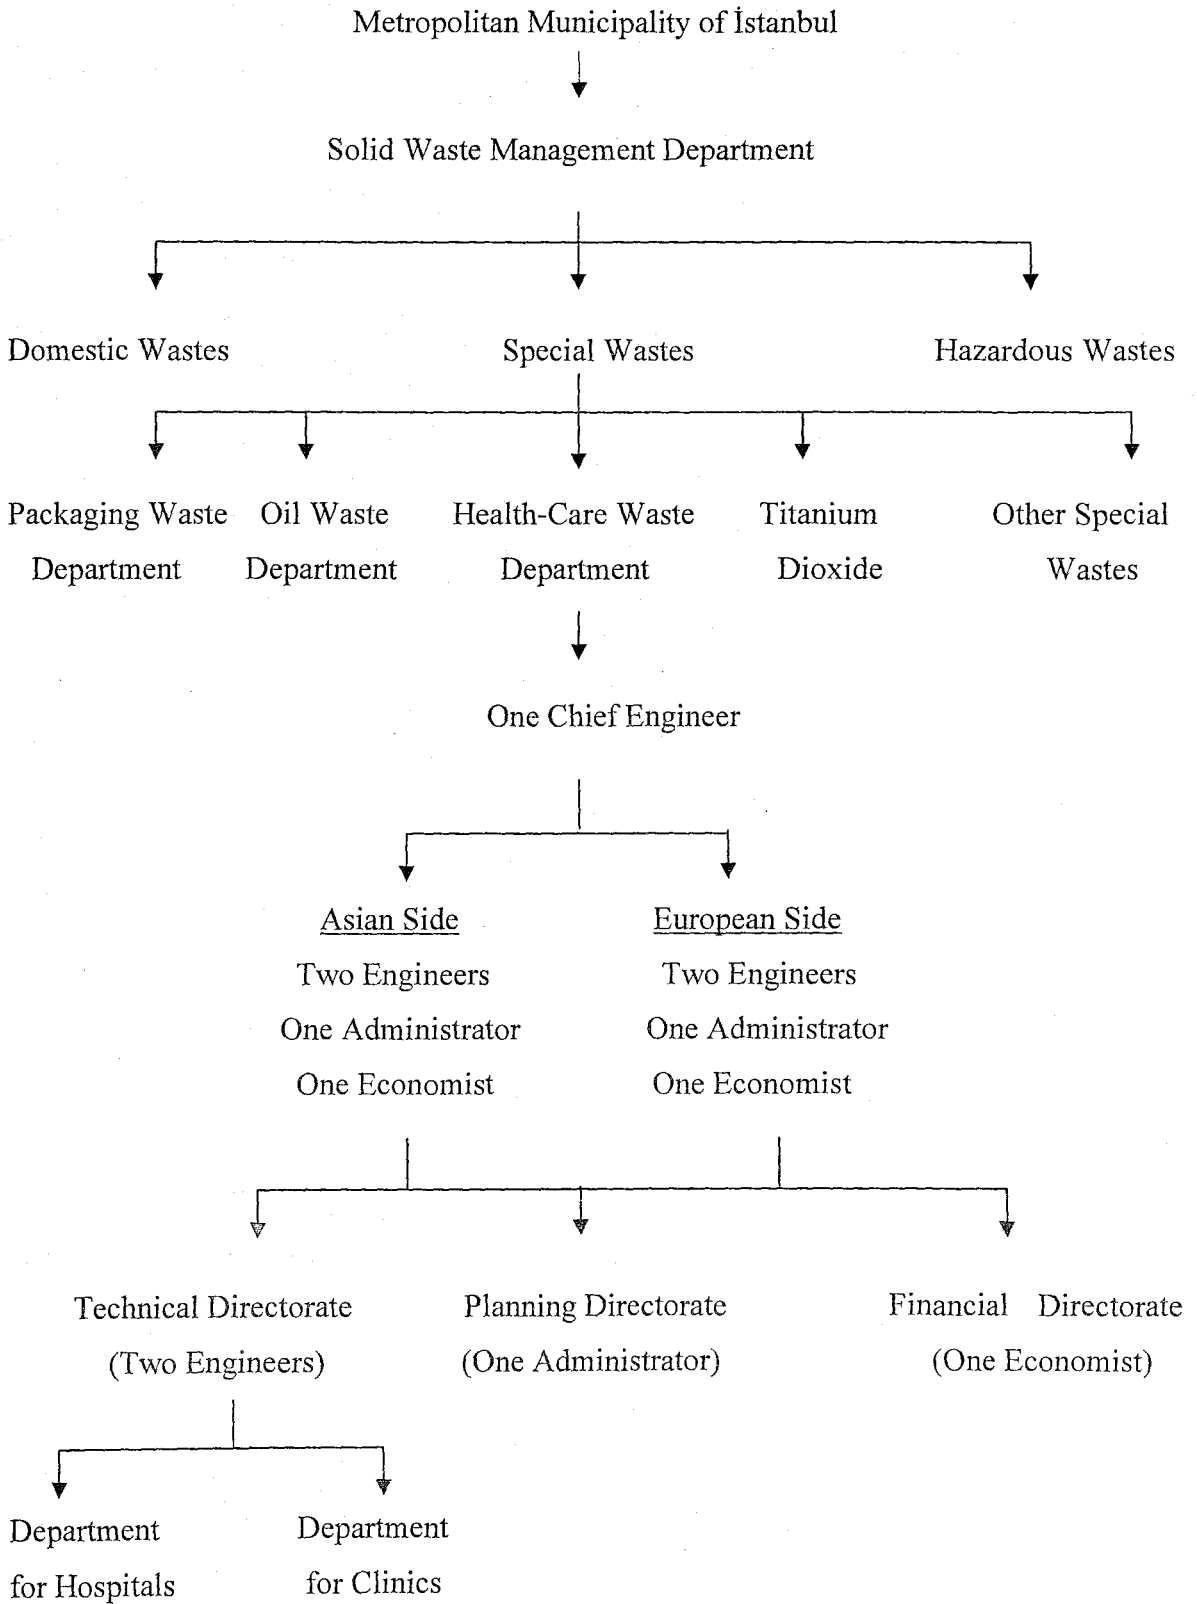 Metropolitan Municipality of İstanbul
Solid Waste Management Department
Domestic Wastes
Special Wastes
Hazardous Wastes
Packaging Waste
Department
Oil Waste
Department
Health-Care Waste
Department
Titanium
Dioxide
Other Special
Wastes
One Chief Engineer
Asian Side
Two Engineers
One Administrator
One Economist
European Side
Two Engineers
One Administrator
One Economist
Technical Directorate
(Two Engineers)
Planning Directorate
(One Administrator)
Financial Directorate
(One Economist)
Department
for Hospitals
Department
for Clinics